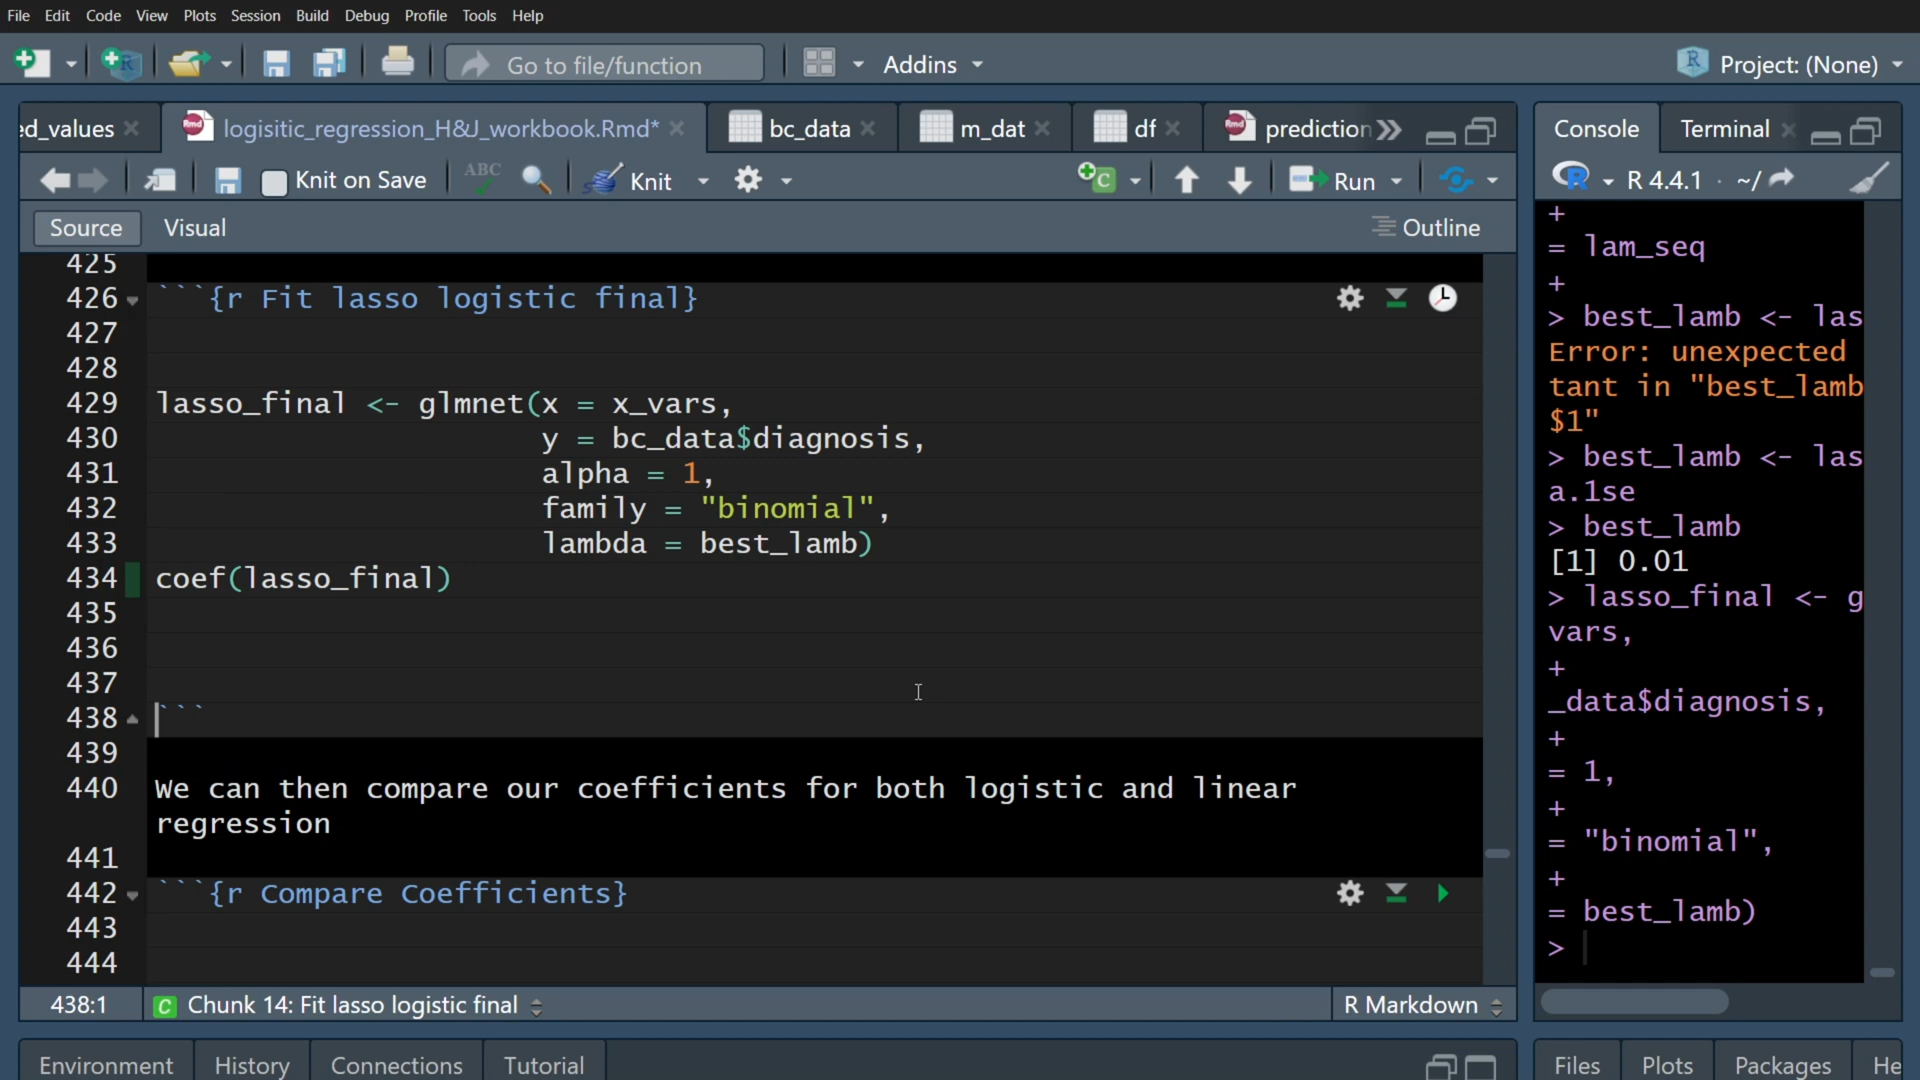 File Edit Code View Plots Session Build Debug Profile Tools Help
Go to file/function Addins Project: (None)
ed_values logisitic_regression_H&J_workbook.Rmd* bc_data m_dat df prediction
Knit on Save ABC Knit Run
Source Visual Outline
425
426 ```{r Fit lasso logistic final}
427
428
429 lasso_final <- glmnet(x = x_vars,
430 y = bc_data$diagnosis,
431 alpha = 1,
432 family = "binomial",
433 lambda = best_lamb)
434 coef(lasso_final)
435
436
437
438 ```
439
440 We can then compare our coefficients for both logistic and linear
regression
441
442 ```{r Compare Coefficients}
443
444
438:1 C Chunk 14: Fit lasso logistic final R Markdown
Environment History Connections Tutorial
Console Terminal
R 4.4.1 · ~/
+
= lam_seq
+
> best_lamb <- las
Error: unexpected
tant in "best_lamb
$1"
> best_lamb <- las
a.1se
> best_lamb
[1] 0.01
> lasso_final <- g
vars,
+
_data$diagnosis,
+
= 1,
+
= "binomial",
+
= best_lamb)
>
Files Plots Packages He